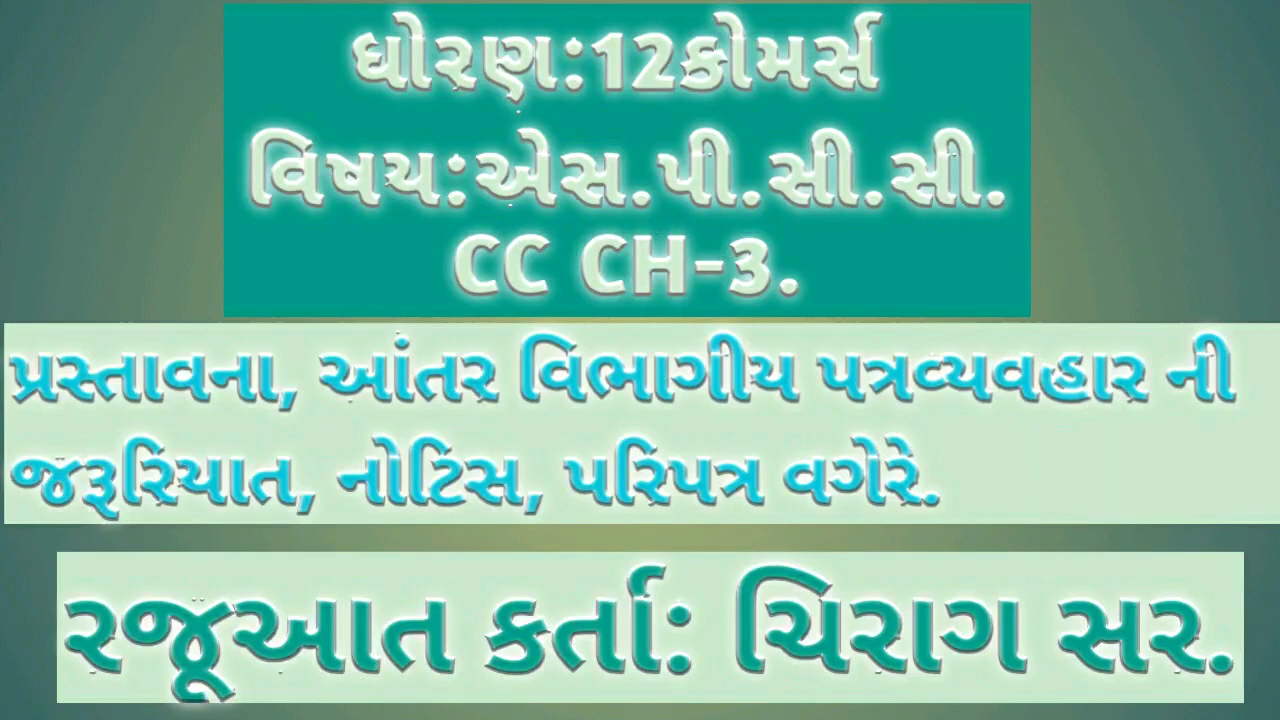 ધોરણ:12કોમર્સ
વિષય:એસ.પી.સી.સી.
CC CH-3.
પ્રસ્તાવના, આંતર વિભાગીય પત્રવ્યવહાર ની
જરૂરિયાત, નોટિસ, પરિપત્ર વગેરે.
રજૂઆત કર્તા: ચિરાગ સર.